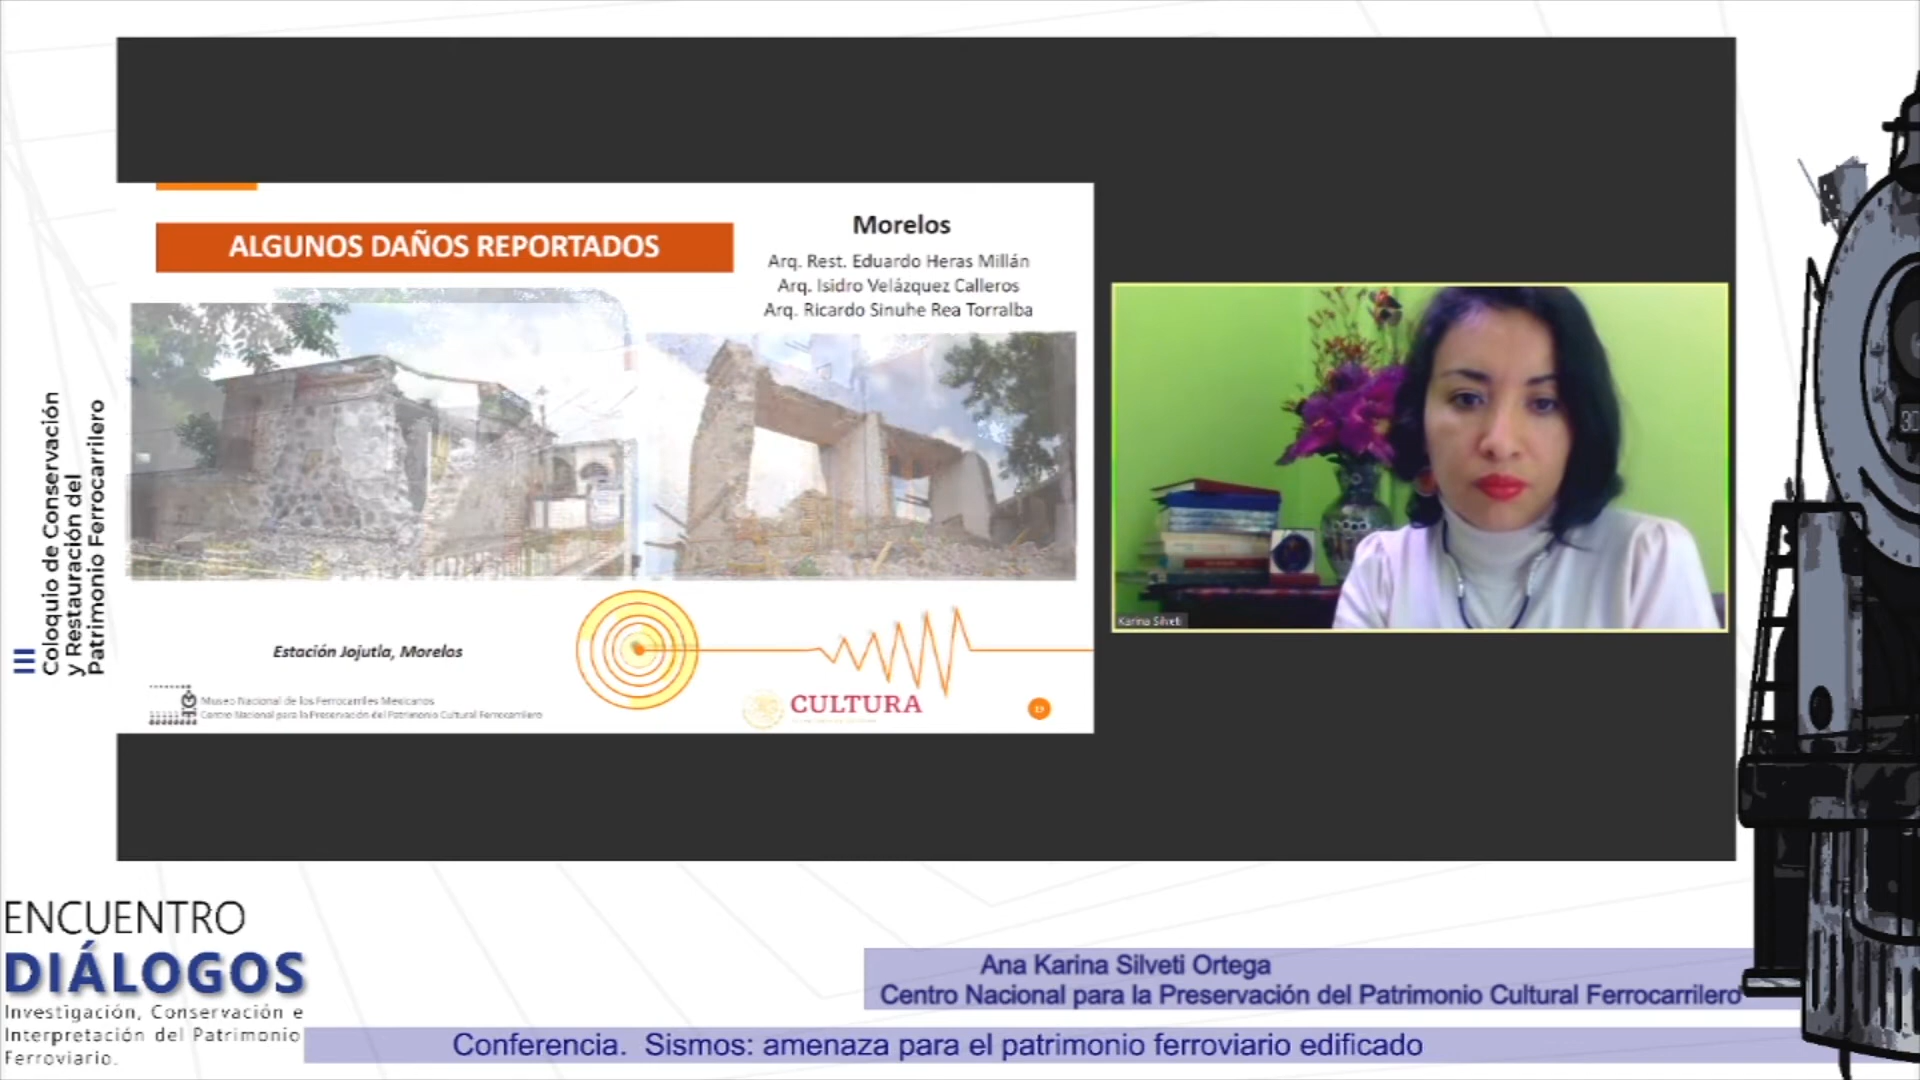 ALGUNOS DAÑOS REPORTADOS
Morelos
Arq. Rest. Eduardo Heras Millán
Arq. Isidro Velázquez Calleros
Arq. Ricardo Sinuhe Rea Torralba
Estación Jojutla, Morelos
Museo Nacional de los Ferrocarriles Mexicanos
Centro Nacional para la Preservación del Patrimonio Cultural Ferrocarrilero
CULTURA
Karina Silveti
III
Coloquio de Conservación
y Restauración del
Patrimonio Ferrocarrilero
30
ENCUENTRO
DIÁLOGOS
Investigación, Conservación e
Interpretación del Patrimonio
Ferroviario.
Ana Karina Silveti Ortega
Centro Nacional para la Preservación del Patrimonio Cultural Ferrocarrilero
Conferencia. Sismos: amenaza para el patrimonio ferroviario edificado